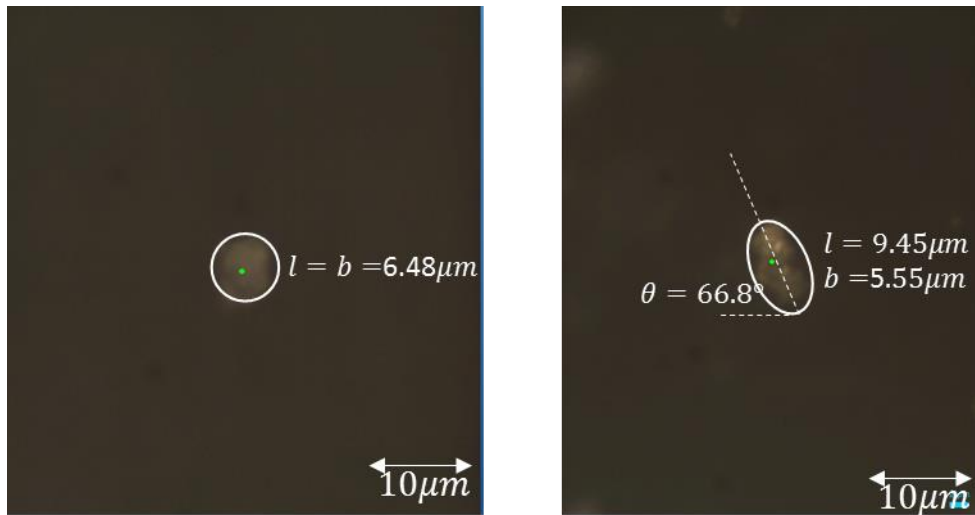 l = b =6.48μm
10μm
l = 9.45μm
b = 5.55μm
θ = 66.8°
10μm